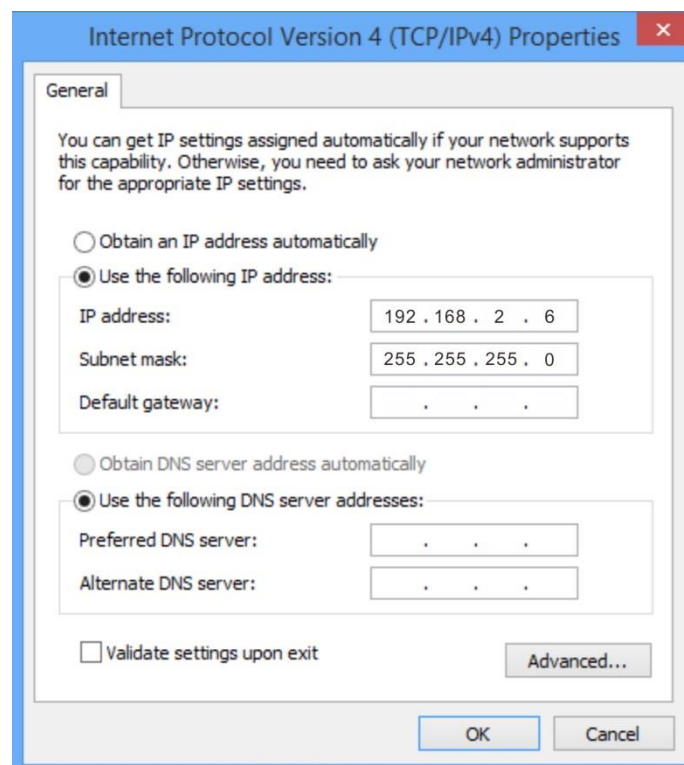 Internet Protocol Version 4 (TCP/IPv4) Properties
General
You can get IP settings assigned automatically if your network supports
this capability. Otherwise, you need to ask your network administrator
for the appropriate IP settings.
Obtain an IP address automatically
Use the following IP address:
IP address: 192 . 168 . 2 . 6
Subnet mask: 255 . 255 . 255 . 0
Default gateway: . . .
Obtain DNS server address automatically
Use the following DNS server addresses:
Preferred DNS server: . . .
Alternate DNS server: . . .
Validate settings upon exit
Advanced...
OK Cancel